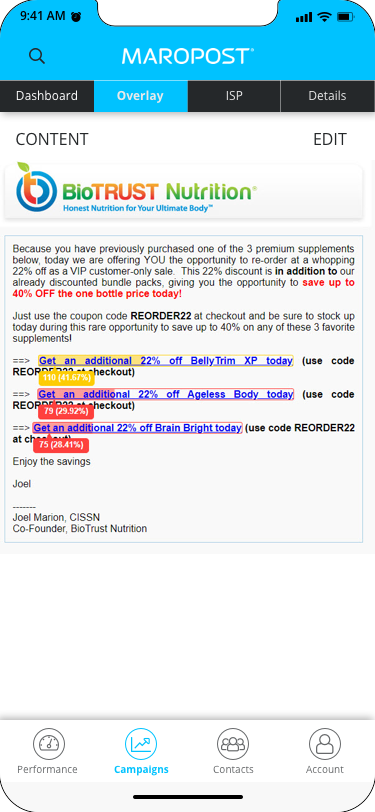 9:41 AM
MAROPOST
Dashboard Overlay ISP Details
CONTENT EDIT
BioTRUST Nutrition®
Honest Nutrition for Your Ultimate Body™
Because you have previously purchased one of the 3 premium supplements
below, today we are offering YOU the opportunity to re-order at a whopping
22% off as a VIP customer-only sale. This 22% discount is in addition to our
already discounted bundle packs, giving you the opportunity to save up to
40% OFF the one bottle price today!
Just use the coupon code REORDER22 at checkout and be sure to stock up
today during this rare opportunity to save up to 40% on any of these 3 favorite
supplements!
==> Get an additional 22% off BellyTrim XP today (use code
REORDER22 at checkout)
110 (41.67%)
==> Get an additional 22% off Ageless Body today (use code
REORDER22 at checkout)
79 (29.92%)
==> Get an additional 22% off Brain Bright today (use code REORDER22
at checkout)
75 (28.41%)
Enjoy the savings
Joel
-------
Joel Marion, CISSN
Co-Founder, BioTrust Nutrition
Performance Campaigns Contacts Account